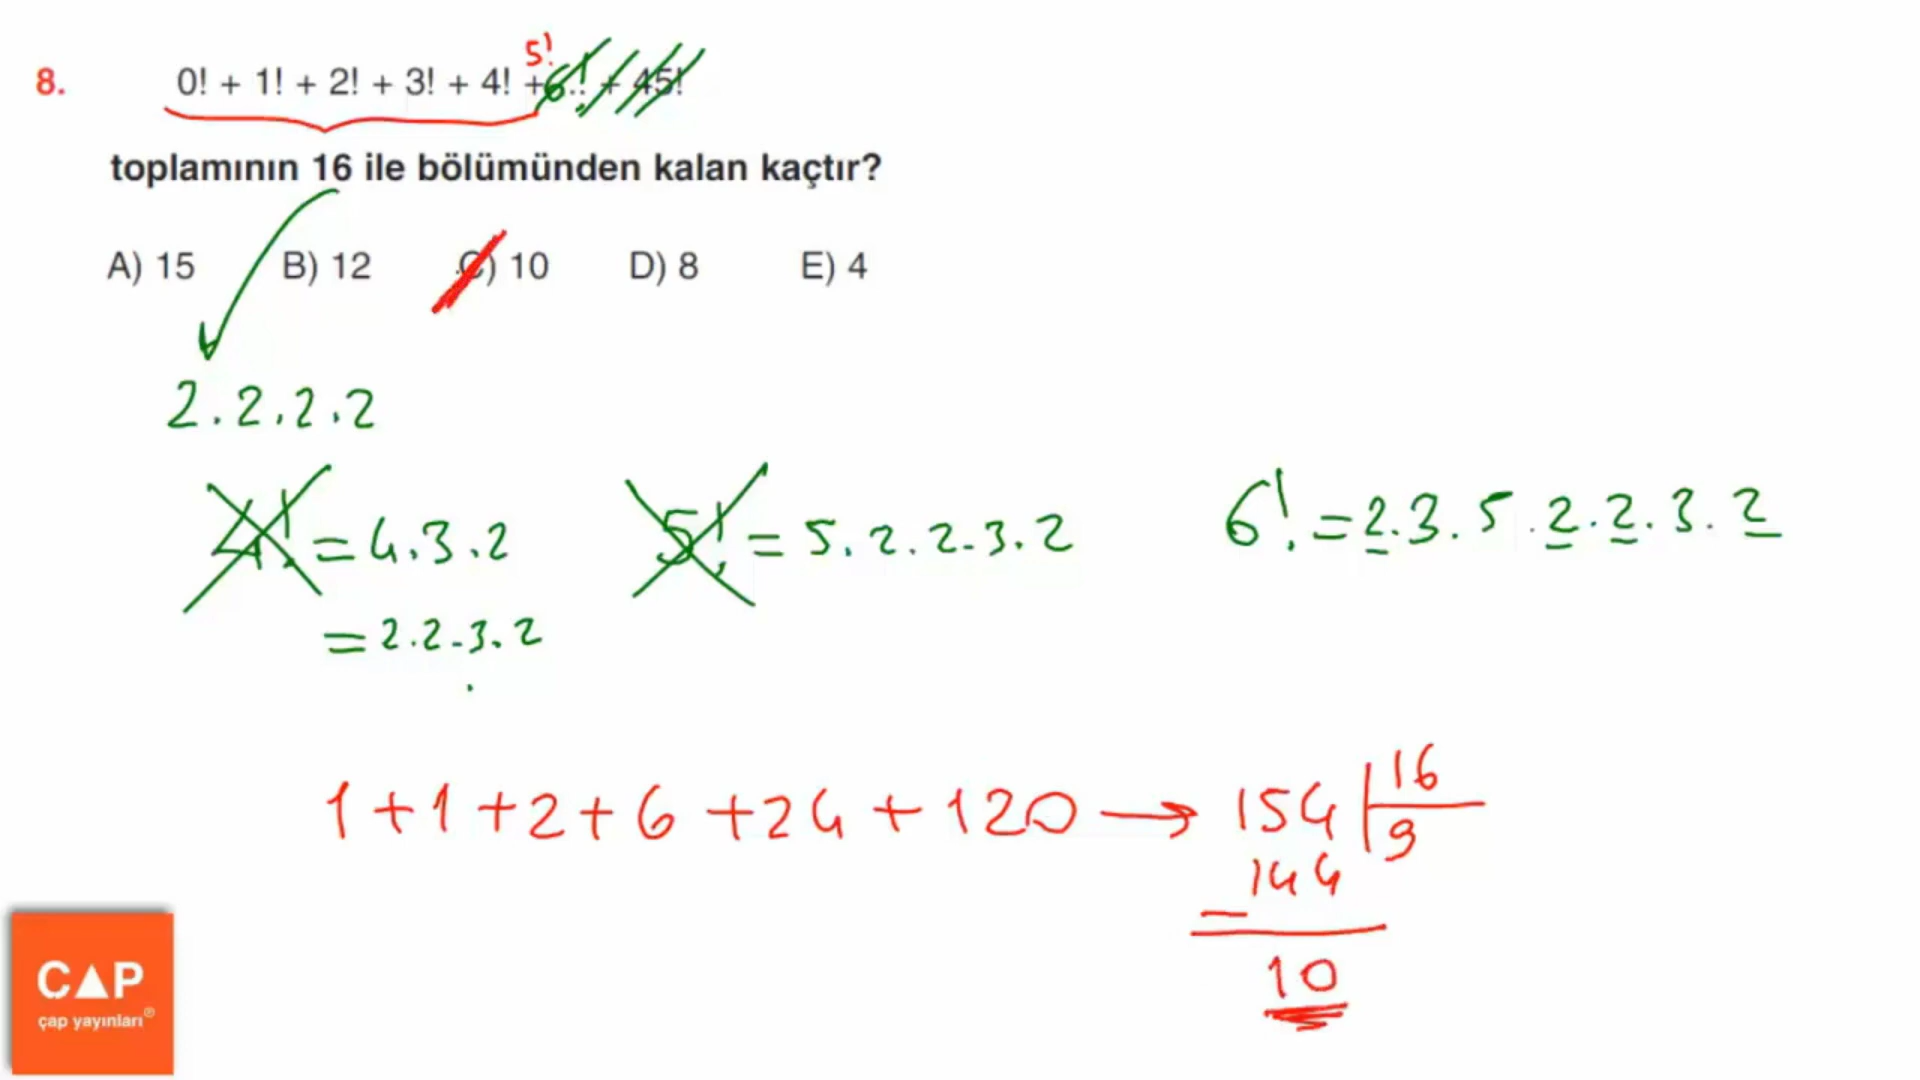 5!
8. 0! + 1! + 2! + 3! + 4! + 6! + 45!
toplamının 16 ile bölümünden kalan kaçtır?
A) 15 B) 12 C) 10 D) 8 E) 4
2.2.2.2
4! = 4.3.2
= 2.2.3.2
5! = 5.2.2.3.2
6! = 2.3.5.2.2.3.2
1+1+2+6+24+120 → 154 16
9
144
10
ÇAP
çap yayınları®